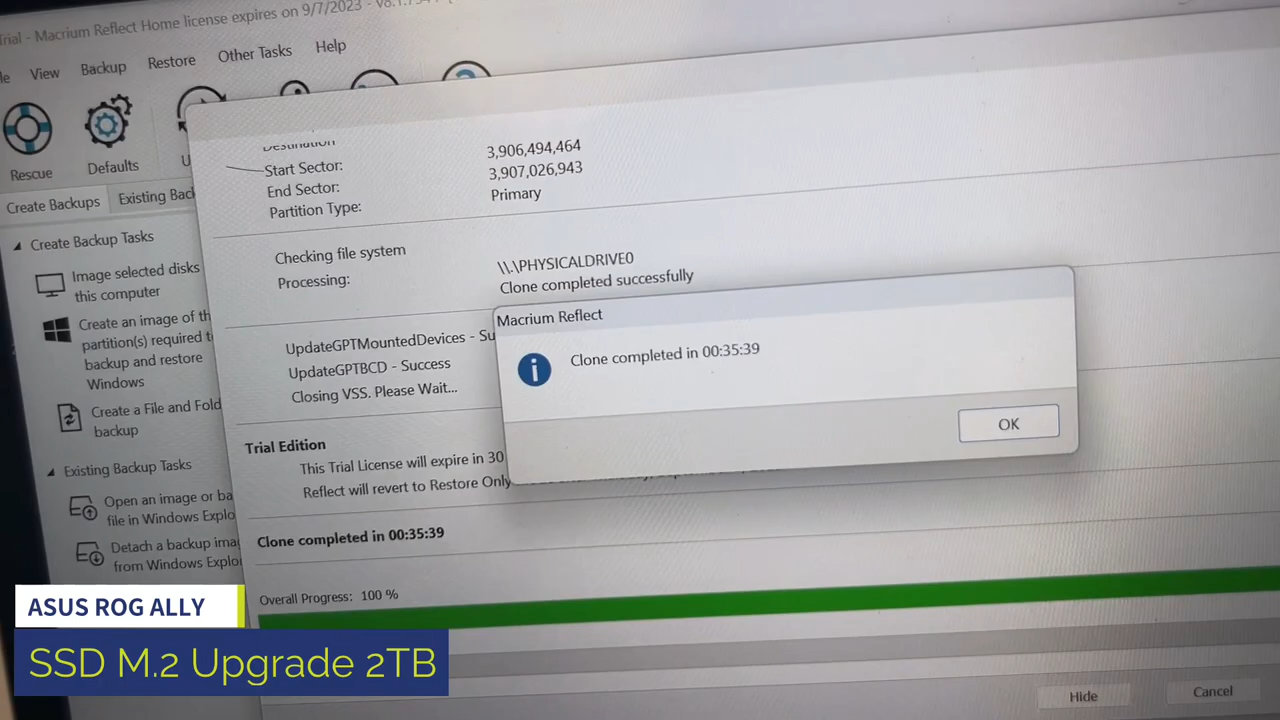 Trial - Macrium Reflect Home license expires on 9/7/2023 -
View Backup Restore Other Tasks Help
Rescue
Defaults
Create Backups
Existing Bac
Create Backup Tasks
Image selected disks
this computer
Create an image of th
partition(s) required t
backup and restore
Windows
Create a File and Fold
backup
Existing Backup Tasks
Open an image or ba
file in Windows Explo
Detach a backup ima
from Windows Explo
Destination
Start Sector: 3,906,494,464
End Sector: 3,907,026,943
Partition Type: Primary
Checking file system
Processing: \\.\PHYSICALDRIVE0
Clone completed successfully
UpdateGPTMountedDevices - Su
UpdateGPTBCD - Success
Closing VSS. Please Wait...
Trial Edition
This Trial License will expire in 30
Reflect will revert to Restore Only
Clone completed in 00:35:39
Overall Progress: 100 %
Hide
Cancel
Macrium Reflect
Clone completed in 00:35:39
OK
ASUS ROG ALLY
SSD M.2 Upgrade 2TB